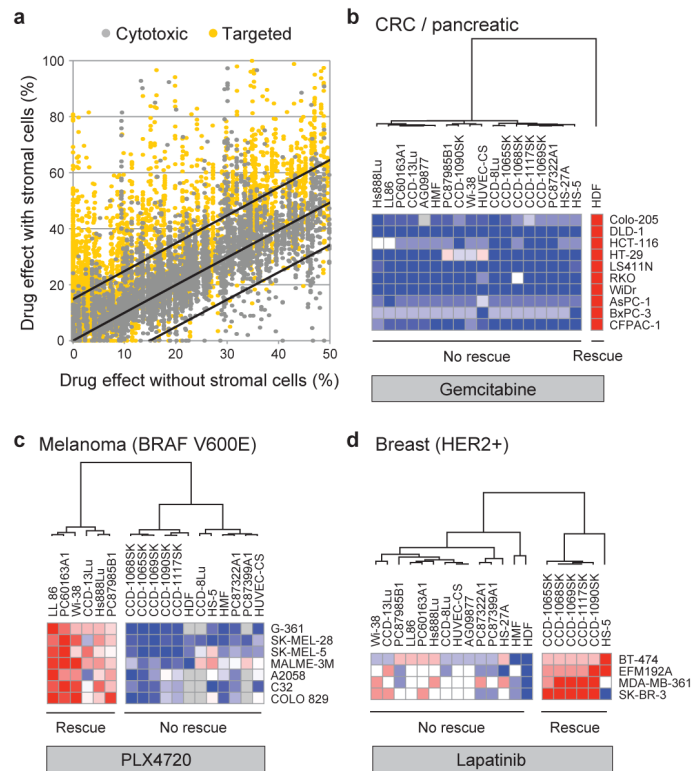 a
Cytotoxic Targeted
Drug effect with stromal cells (%)
100
80
60
40
20
0
0 10 20 30 40 50
Drug effect without stromal cells (%)
b CRC / pancreatic
Hs888Lu
LL86
PC60163A1
CCD-13Lu
AG09877
HMF
PC87985B1
CCD-1090SK
Wi-38
HUVEC-CS
CCD-8Lu
CCD-1065SK
CCD-1068SK
CCD-1117SK
CCD-1069SK
PC87322A1
HS-27A
HS-5
HDF
Colo-205
DLD-1
HCT-116
HT-29
LS411N
RKO
WiDr
AsPC-1
BxPC-3
CFPAC-1
No rescue Rescue
Gemcitabine
c Melanoma (BRAF V600E)
LL 86
PC60163A1
Wi-38
CCD-13Lu
Hs888Lu
PC87985B1
CCD-1068SK
CCD-1065SK
CCD-1069SK
CCD-1090SK
CCD-1117SK
HDF
CCD-8Lu
HS-5
HMF
PC87322A1
PC87399A1
HUVEC-CS
G-361
SK-MEL-28
SK-MEL-5
MALME-3M
A2058
C32
COLO 829
Rescue No rescue
PLX4720
d Breast (HER2+)
Wi-38
CCD-13Lu
PC87985B1
LL86
PC60163A1
Hs888Lu
CCD-8Lu
HUVEC-CS
AG09877
PC87322A1
PC87399A1
HS-27A
HMF
HDF
CCD-1065SK
CCD-1068SK
CCD-1069SK
CCD-1117SK
CCD-1090SK
HS-5
BT-474
EFM192A
MDA-MB-361
SK-BR-3
No rescue Rescue
Lapatinib